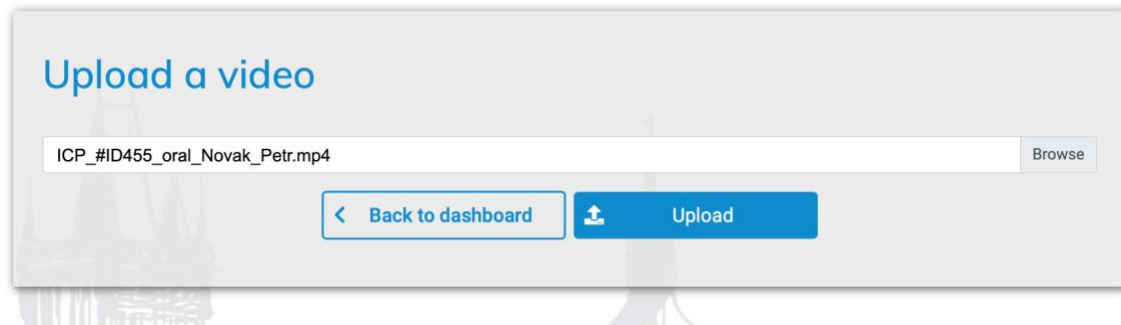 Upload a video
ICP_#ID455_oral_Novak_Petr.mp4 Browse
Back to dashboard Upload